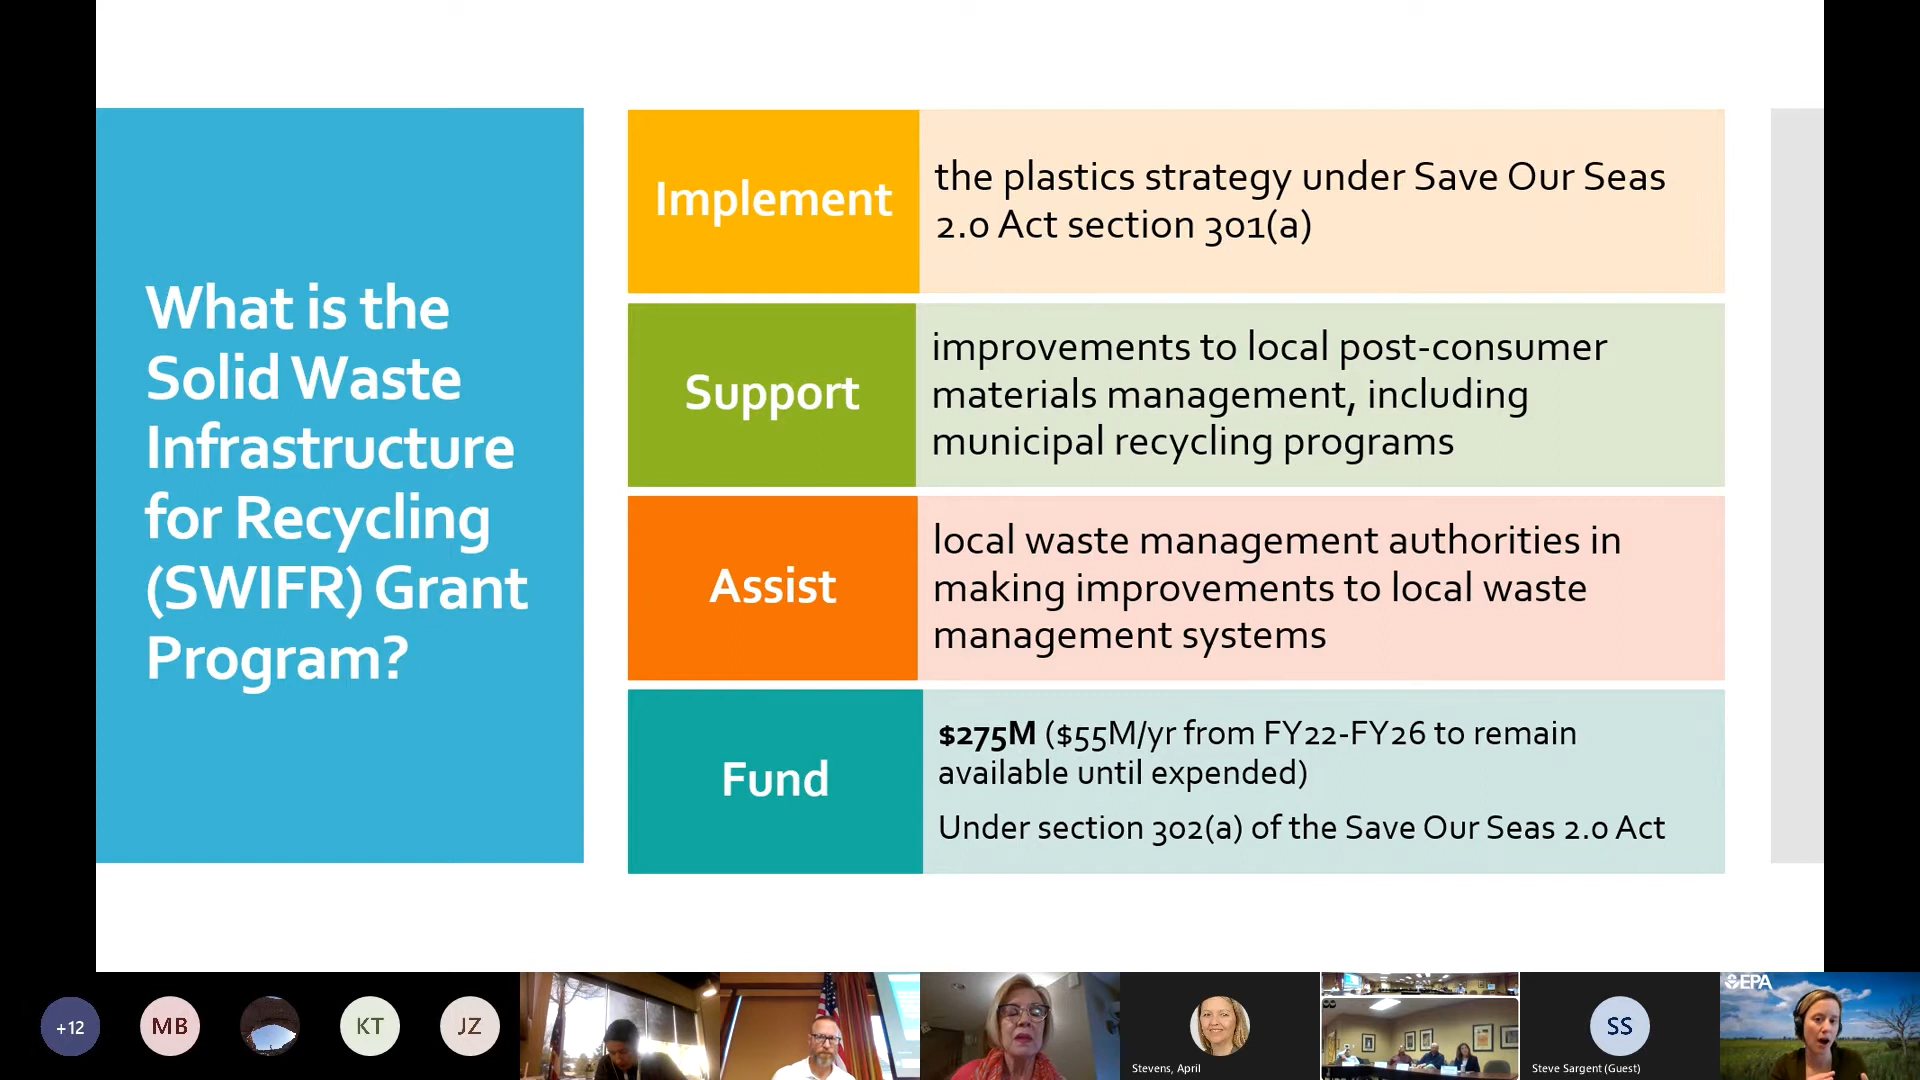 What is the
Solid Waste
Infrastructure
for Recycling
(SWIFR) Grant
Program?
Implement
the plastics strategy under Save Our Seas
2.0 Act section 301(a)
Support
improvements to local post-consumer
materials management, including
municipal recycling programs
Assist
local waste management authorities in
making improvements to local waste
management systems
Fund
$275M ($55M/yr from FY22-FY26 to remain
available until expended)
Under section 302(a) of the Save Our Seas 2.0 Act
+12
MB
KT
JZ
Stevens, April
SS
Steve Sargent (Guest)
EPA